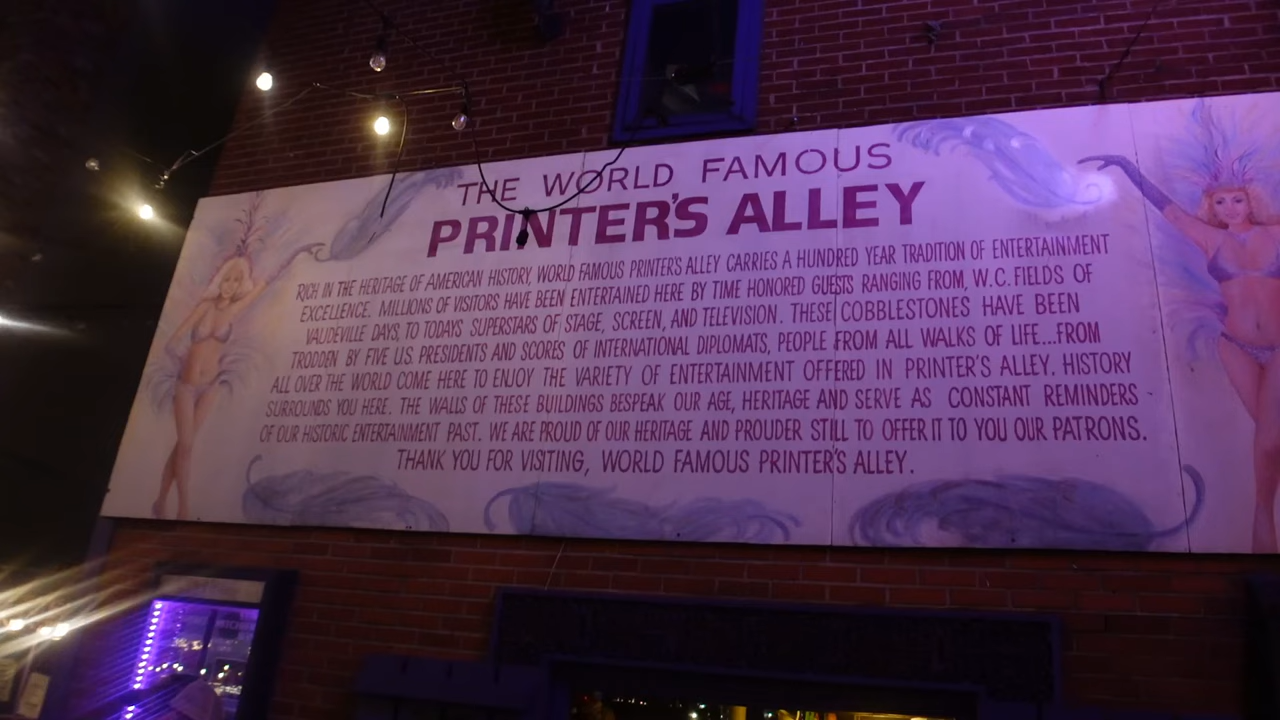 THE WORLD FAMOUS
PRINTER'S ALLEY
RICH IN THE HERITAGE OF AMERICAN HISTORY, WORLD FAMOUS PRINTER'S ALLEY CARRIES A HUNDRED YEAR TRADITION OF ENTERTAINMENT
EXCELLENCE. MILLIONS OF VISITORS HAVE BEEN ENTERTAINED HERE BY TIME HONORED GUESTS RANGING FROM, W.C. FIELDS OF
VAUDEVILLE DAYS, TO TODAYS SUPERSTARS OF STAGE, SCREEN, AND TELEVISION. THESE COBBLESTONES HAVE BEEN
TRODDEN BY FIVE U.S. PRESIDENTS AND SCORES OF INTERNATIONAL DIPLOMATS, PEOPLE FROM ALL WALKS OF LIFE...FROM
ALL OVER THE WORLD COME HERE TO ENJOY THE VARIETY OF ENTERTAINMENT OFFERED IN PRINTER'S ALLEY. HISTORY
SURROUNDS YOU HERE. THE WALLS OF THESE BUILDINGS BESPEAK OUR AGE, HERITAGE AND SERVE AS CONSTANT REMINDERS
OF OUR HISTORIC ENTERTAINMENT PAST. WE ARE PROUD OF OUR HERITAGE AND PROUDER STILL TO OFFER IT TO YOU OUR PATRONS.
THANK YOU FOR VISITING, WORLD FAMOUS PRINTER'S ALLEY.